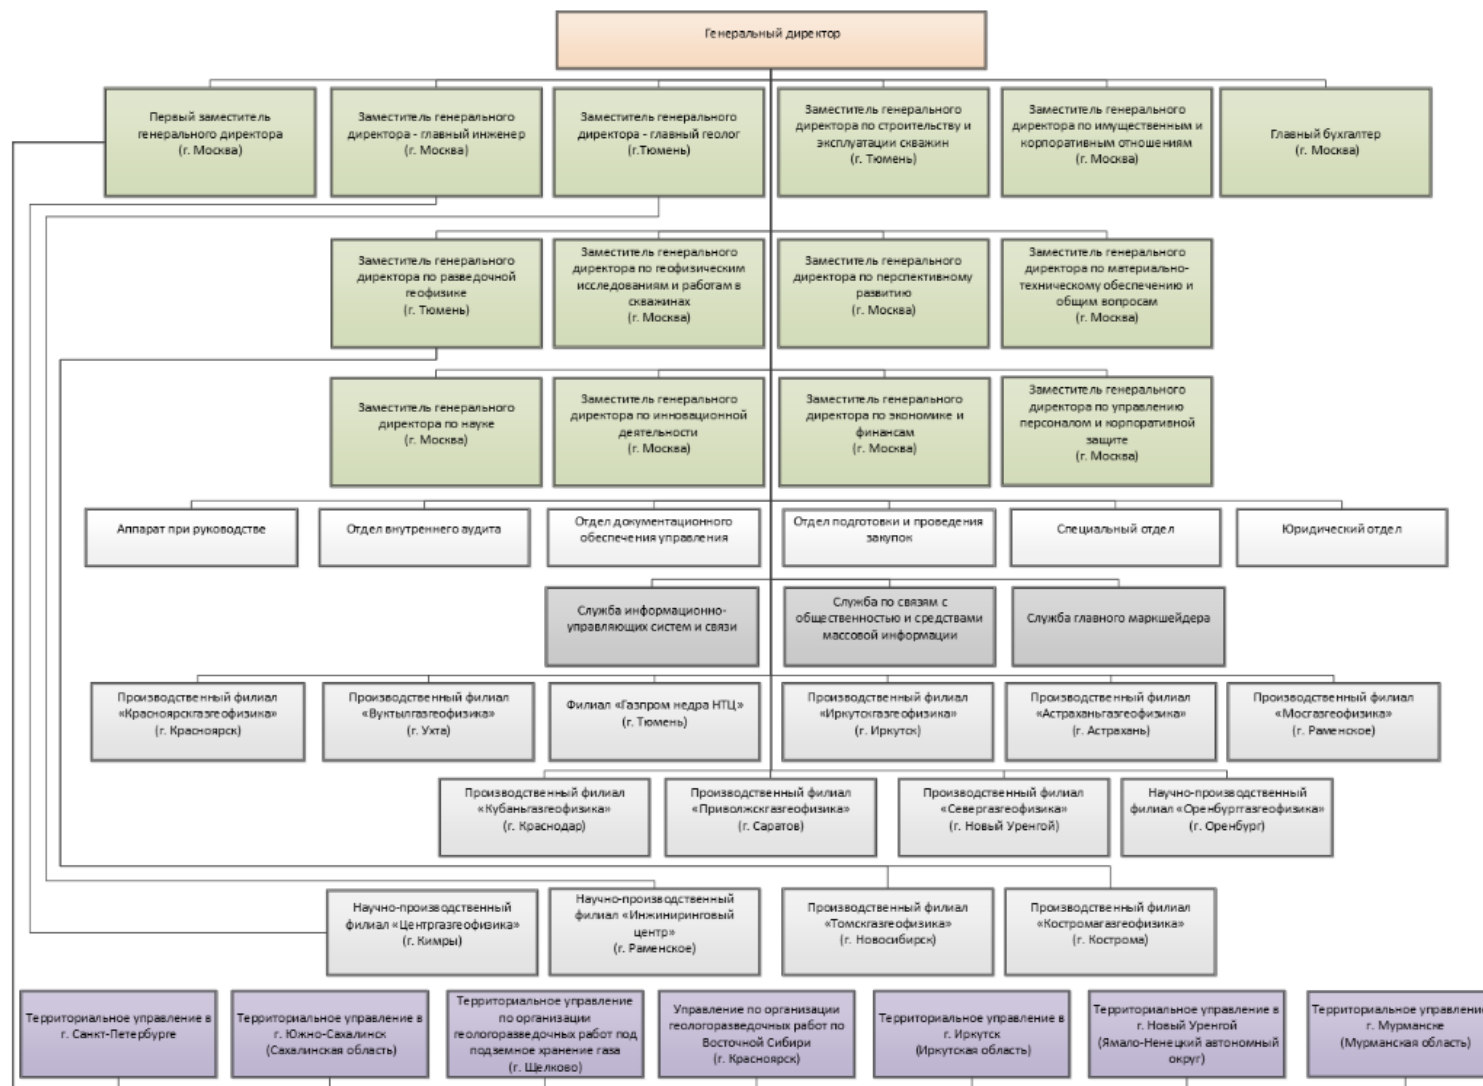 Генеральный директор
Первый заместитель
генерального директора
(г. Москва)
Заместитель генерального
директора - главный инженер
(г. Москва)
Заместитель генерального
директора - главный геолог
(г.Тюмень)
Заместитель генерального
директора по строительству и
эксплуатации скважин
(г. Тюмень)
Заместитель генерального
директора по имущественным и
корпоративным отношениям
(г. Москва)
Главный бухгалтер
(г. Москва)
Заместитель генерального
директора по разведочной
геофизике
(г. Тюмень)
Заместитель генерального
директора по геофизическим
исследованиям и работам в
скважинах
(г. Москва)
Заместитель генерального
директора по перспективному
развитию
(г. Москва)
Заместитель генерального
директора по материально-
техническому обеспечению и
общим вопросам
(г. Москва)
Заместитель генерального
директора по науке
(г. Москва)
Заместитель генерального
директора по инновационной
деятельности
(г. Москва)
Заместитель генерального
директора по экономике и
финансам
(г. Москва)
Заместитель генерального
директора по управлению
персоналом и корпоративной
защите
(г. Москва)
Аппарат при руководстве
Отдел внутреннего аудита
Отдел документационного
обеспечения управления
Отдел подготовки и проведения
закупок
Специальный отдел
Юридический отдел
Служба информационно-
управляющих систем и связи
Служба по связям с
общественностью и средствами
массовой информации
Служба главного маркшейдера
Производственный филиал
«Красноярскгазгеофизика»
(г. Красноярск)
Производственный филиал
«Вуктылгазгеофизика»
(г. Ухта)
Филиал «Газпром недра НТЦ»
(г. Тюмень)
Производственный филиал
«Иркутскгазгеофизика»
(г. Иркутск)
Производственный филиал
«Астраханьгазгеофизика»
(г. Астрахань)
Производственный филиал
«Мосгазгеофизика»
(г. Раменское)
Производственный филиал
«Кубаньгазгеофизика»
(г. Краснодар)
Производственный филиал
«Приволжскгазгеофизика»
(г. Саратов)
Производственный филиал
«Севергазгеофизика»
(г. Новый Уренгой)
Научно-производственный
филиал «Оренбурггазгеофизика»
(г. Оренбург)
Научно-производственный
филиал «Центргазгеофизика»
(г. Кимры)
Научно-производственный
филиал «Инжиниринговый
центр»
(г. Раменское)
Производственный филиал
«Томскгазгеофизика»
(г. Новосибирск)
Производственный филиал
«Костромагазгеофизика»
(г. Кострома)
Территориальное управление в
г. Санкт-Петербурге
Территориальное управление в
г. Южно-Сахалинск
(Сахалинская область)
Территориальное управление
по организации
геологоразведочных работ под
подземное хранение газа
(г. Щелково)
Управление по организации
геологоразведочных работ по
Восточной Сибири
(г. Красноярск)
Территориальное управление в
г. Иркутск
(Иркутская область)
Территориальное управление в
г. Новый Уренгой
(Ямало-Ненецкий автономный
округ)
Территориальное управление
г. Мурманске
(Мурманская область)